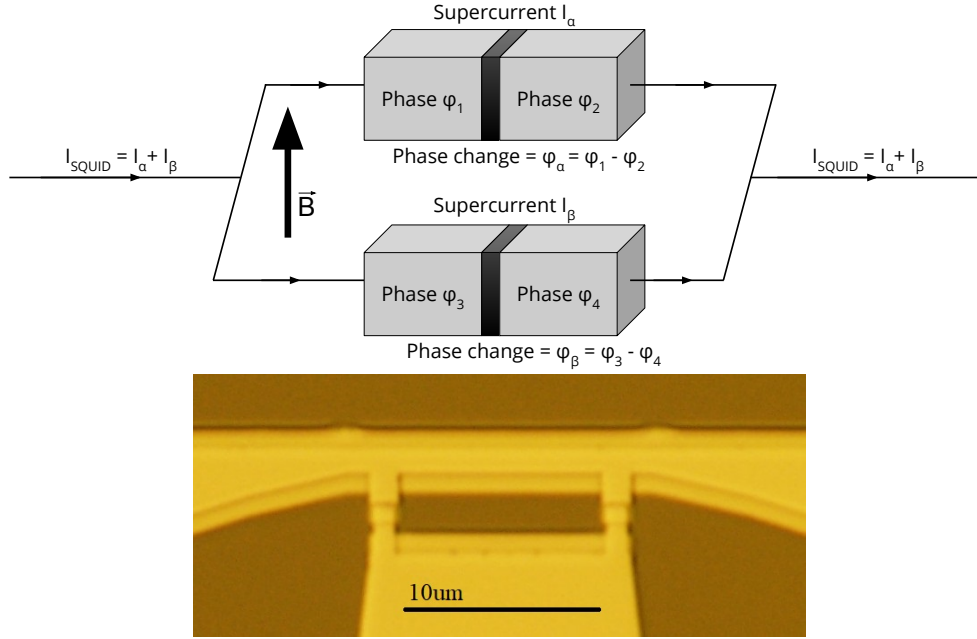 Supercurrent I_α
Phase φ_1 Phase φ_2
Phase change = φ_α = φ_1 - φ_2
I_SQUID = I_α + I_β I_SQUID = I_α + I_β
B⃗
Supercurrent I_β
Phase φ_3 Phase φ_4
Phase change = φ_β = φ_3 - φ_4
10um